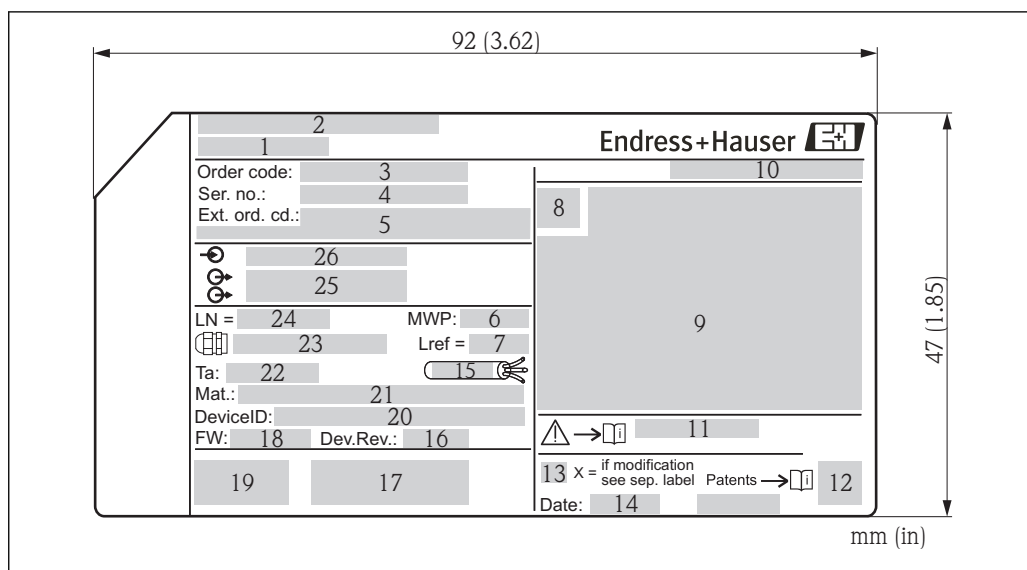 92 (3.62)
2
Endress+Hauser
1
10
Order code: 3
Ser. no.: 4
Ext. ord. cd.: 5
8
9
26
25
LN = 24 MWP: 6
23 Lref = 7
Ta: 22 15
Mat.: 21
DeviceID: 20
FW: 18 Dev.Rev.: 16
19 17
11
13 X = if modification
see sep. label Patents i 12
Date: 14
47 (1.85)
mm (in)